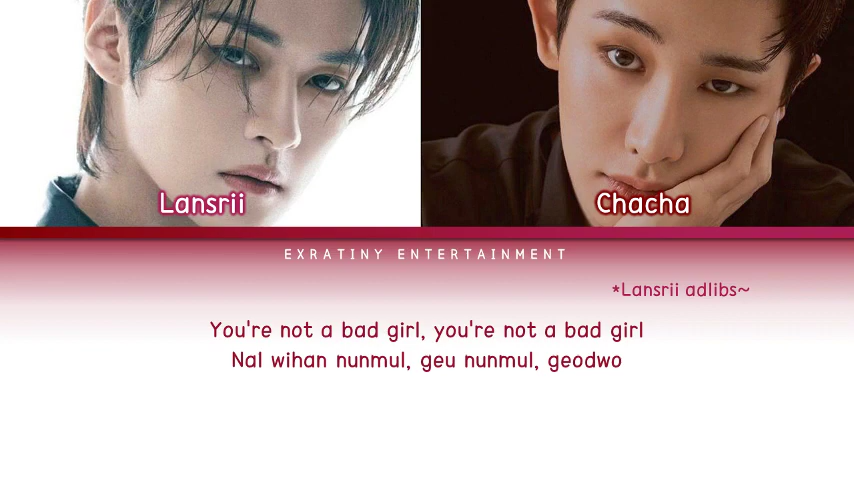 Lansrii
Chacha
EXRATINY ENTERTAINMENT
*Lansrii adlibs~
You're not a bad girl, you're not a bad girl
Nal wihan nunmul, geu nunmul, geodwo